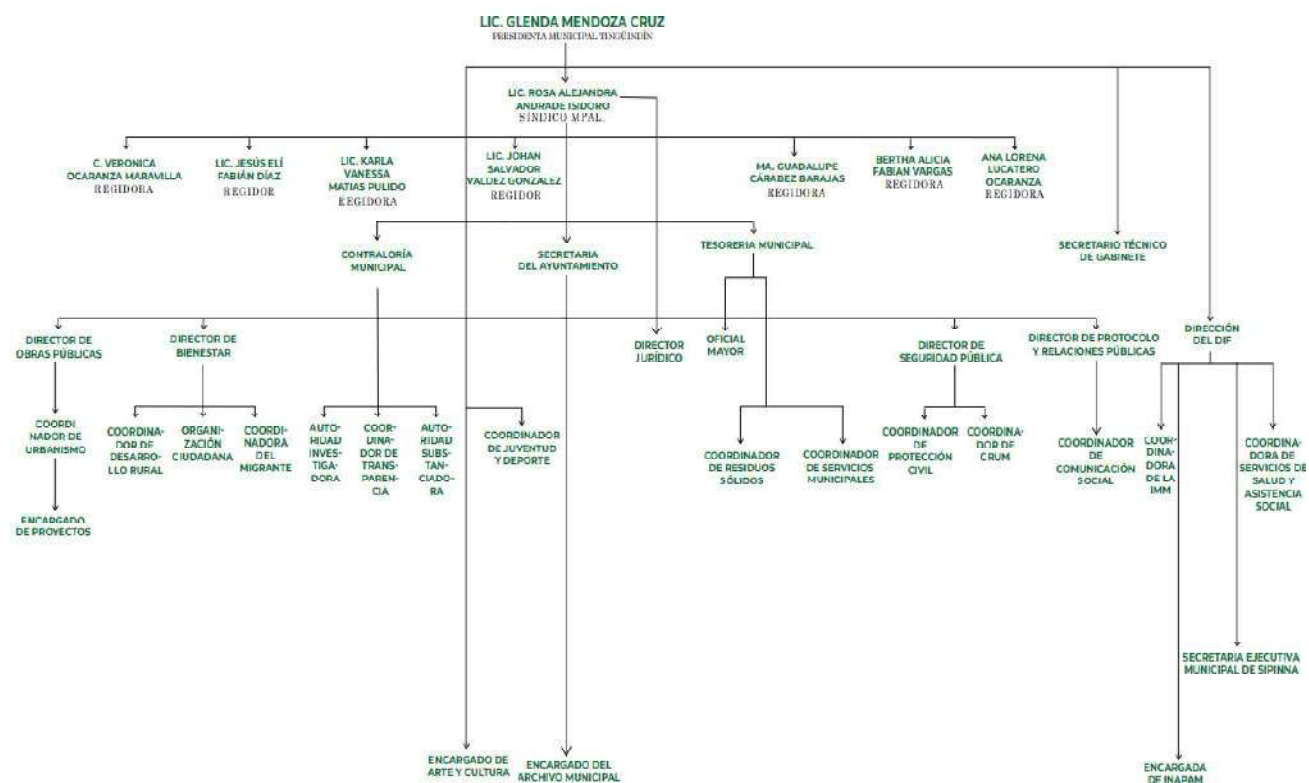 LIC. GLENDA MENDOZA CRUZ
PRESIDENTA MUNICIPAL TINGÜINDÍN
LIC. ROSA ALEJANDRA
ANDRADE ISIDORO
SÍNDICO MPAL.
C. VERONICA
OCARANZA MARAVILLA
REGIDORA
LIC. JESÚS ELÍ
FABIÁN DÍAZ
REGIDOR
LIC. KARLA
VANESSA
MATIAS PULIDO
REGIDORA
LIC. JOHAN
SALVADOR
VALDEZ GONZALEZ
REGIDOR
MA. GUADALUPE
CÁRABEZ BARAJAS
REGIDORA
BERTHA ALICIA
FABIAN VARGAS
REGIDORA
ANA LORENA
LUCATERO
OCARANZA
REGIDORA
CONTRALORÍA
MUNICIPAL
SECRETARIA
DEL AYUNTAMIENTO
TESORERIA MUNICIPAL
SECRETARIO TÉCNICO
DE GABINETE
DIRECTOR DE
OBRAS PÚBLICAS
DIRECTOR DE
BIENESTAR
DIRECTOR
JURÍDICO
OFICIAL
MAYOR
DIRECTOR DE
SEGURIDAD PÚBLICA
DIRECTOR DE PROTOCOLO
Y RELACIONES PÚBLICAS
DIRECCIÓN
DEL DIF
COORDI
NADOR DE
URBANISMO
COORDINA-
DOR DE
DESARRO-
LLO RURAL
ORGANI-
ZACIÓN
CIUDADANA
COORDI-
NADORA
DEL
MIGRANTE
AUTO-
RIDAD
INVES-
TIGA-
DORA
COOR-
DINA-
DOR DE
TRANS-
PAREN-
CIA
AUTO-
RIDAD
SUBS-
TAN-
CIADO-
RA
COORDINADOR
DE JUVENTUD
Y DEPORTE
COORDINADOR
DE RESIDUOS
SÓLIDOS
COORDINADOR
DE SERVICIOS
MUNICIPALES
COORDINADOR
DE
PROTECCIÓN
CIVIL
COORDINA-
DOR DE
CRUM
COORDINADOR
DE
COMUNICACIÓN
SOCIAL
COOR-
DINA-
DORA
DE LA
IMM
COORDINA-
DORA DE
SERVICIOS DE
SALUD Y
ASISTENCIA
SOCIAL
ENCARGADO
DE PROYECTOS
SECRETARIA EJECUTIVA
MUNICIPAL DE SIPINNA
ENCARGADO DE
ARTE Y CULTURA
ENCARGADO DEL
ARCHIVO MUNICIPAL
ENCARGADA
DE INAPAM